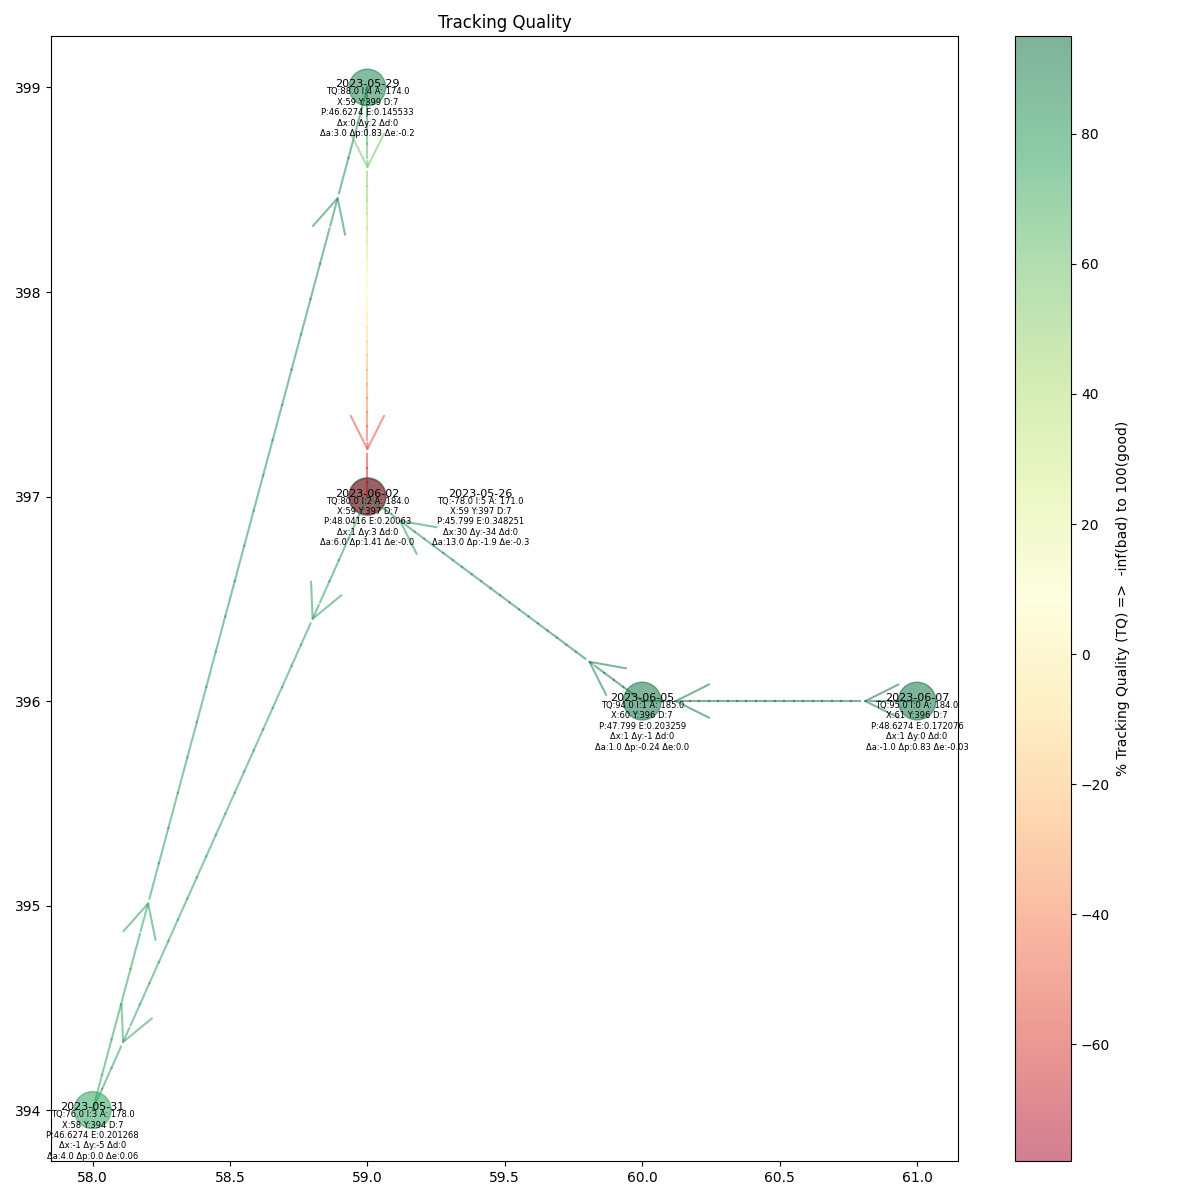 Tracking Quality
399
398
397
396
395
394
58.0
58.5
59.0
59.5
60.0
60.5
61.0
2023-05-29
TQ:88.0 I:4 A: 174.0
X:59 Y:399 D:7
P:46.6274 E:0.145533
Δx:0 Δy:2 Δd:0
Δa:3.0 Δp:0.83 Δe:-0.2
2023-06-02
TQ:80.0 I:2 A: 184.0
X:59 Y:397 D:7
P:48.0416 E:0.20063
Δx:1 Δy:3 Δd:0
Δa:6.0 Δp:1.41 Δe:-0.0
2023-05-26
TQ:-78.0 I:5 A: 171.0
X:59 Y:397 D:7
P:45.799 E:0.348251
Δx:30 Δy:-34 Δd:0
Δa:13.0 Δp:-1.9 Δe:-0.3
2023-06-05
TQ:94.0 I:1 A: 185.0
X:60 Y:396 D:7
P:47.799 E:0.203259
Δx:1 Δy:-1 Δd:0
Δa:1.0 Δp:-0.24 Δe:0.0
2023-06-07
TQ:95.0 I:0 A: 184.0
X:61 Y:396 D:7
P:48.6274 E:0.172076
Δx:1 Δy:0 Δd:0
Δa:-1.0 Δp:0.83 Δe:-0.03
2023-05-31
TQ:76.0 I:3 A: 178.0
X:58 Y:394 D:7
P:46.6274 E:0.201268
Δx:-1 Δy:-5 Δd:0
Δa:4.0 Δp:0.0 Δe:0.06
80
60
40
20
0
−20
−40
−60
% Tracking Quality (TQ) => -inf(bad) to 100(good)